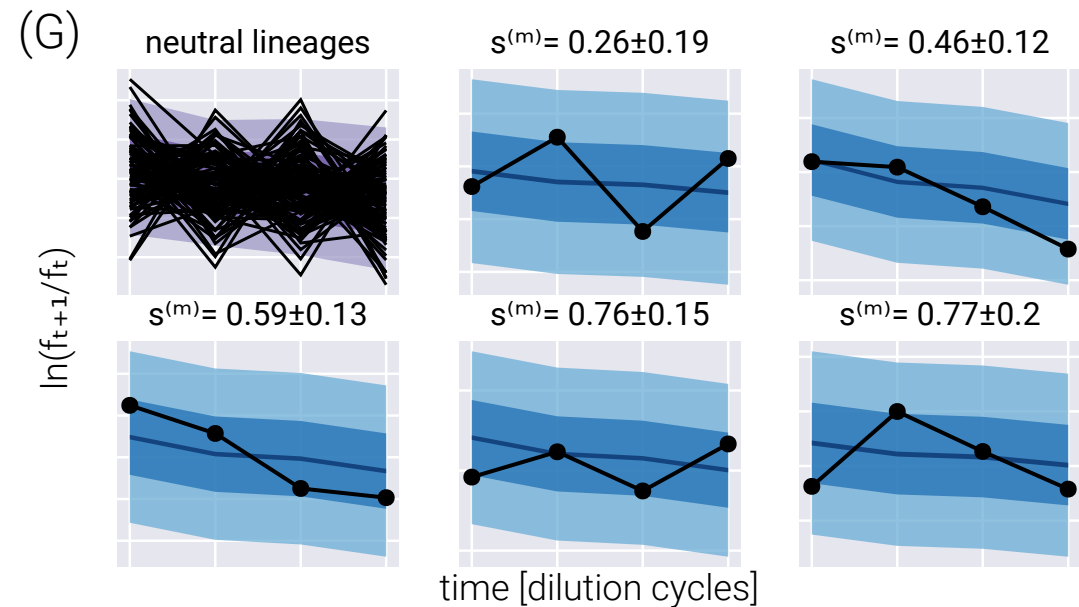 (G)
neutral lineages
s⁽ᵐ⁾= 0.26±0.19
s⁽ᵐ⁾= 0.46±0.12
ln(fₜ₊₁/fₜ)
s⁽ᵐ⁾= 0.59±0.13
s⁽ᵐ⁾= 0.76±0.15
s⁽ᵐ⁾= 0.77±0.2
time [dilution cycles]